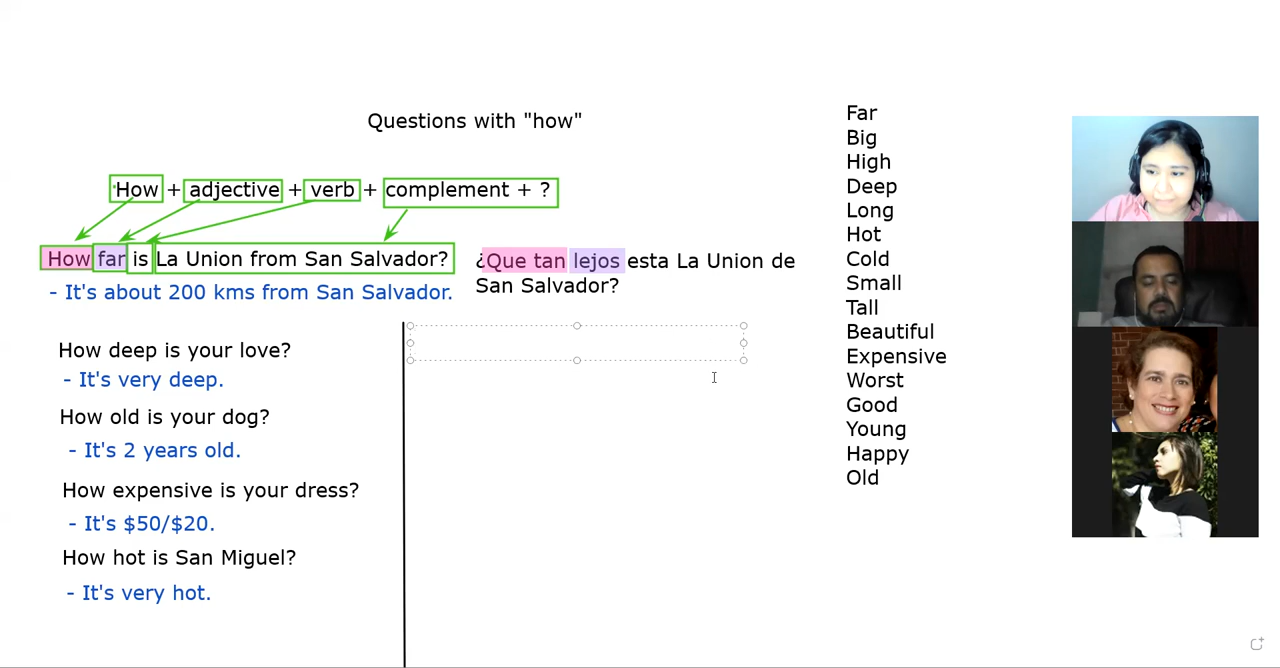 Questions with "how"
How + adjective + verb + complement + ?
How far is La Union from San Salvador?
- It's about 200 kms from San Salvador.
¿Que tan lejos esta La Union de
San Salvador?
How deep is your love?
- It's very deep.
How old is your dog?
- It's 2 years old.
How expensive is your dress?
- It's $50/$20.
How hot is San Miguel?
- It's very hot.
Far
Big
High
Deep
Long
Hot
Cold
Small
Tall
Beautiful
Expensive
Worst
Good
Young
Happy
Old